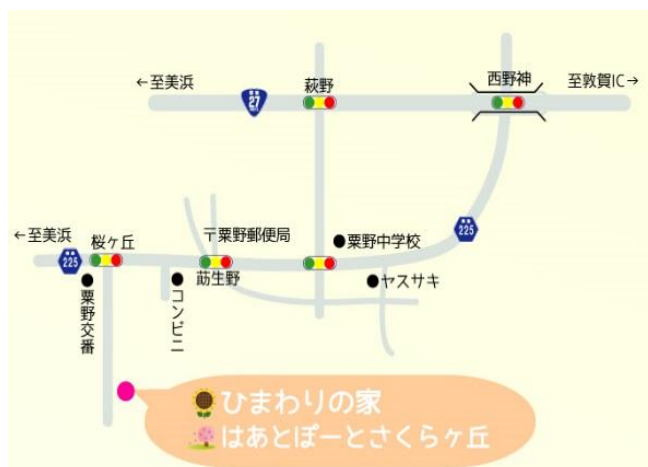 ←至美浜
萩野
西野神
至敦賀IC→
27
←至美浜
225
桜ヶ丘
〒粟野郵便局
莇生野
粟野中学校
225
ヤスサキ
粟野交番
コンビニ
ひまわりの家
はあとぽーとさくらヶ丘